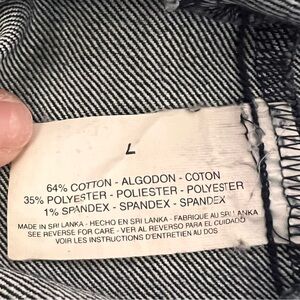 L
64% COTTON - ALGODON - COTON
35% POLYESTER - POLIESTER - POLYESTER
1% SPANDEX - SPANDEX - SPANDEX
MADE IN SRI LANKA - HECHO EN SRI LANKA - FABRIQUE AU SRI LANKA
SEE REVERSE FOR CARE - VER AL REVERSO PARA EL CUIDADO
VOIR LES INSTRUCTIONS D'ENTRETIEN AU DOS